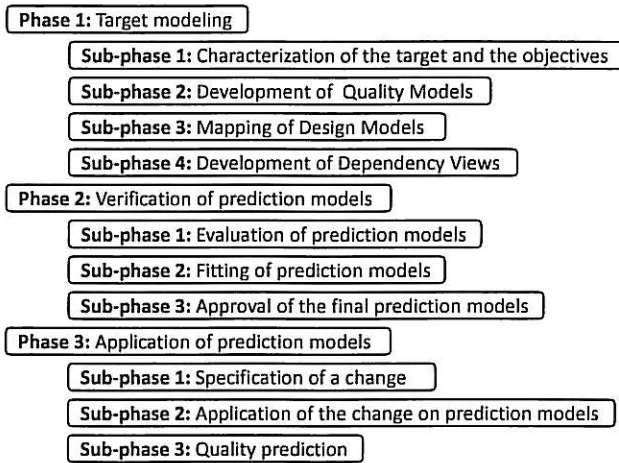 Phase 1: Target modeling
Sub-phase 1: Characterization of the target and the objectives
Sub-phase 2: Development of Quality Models
Sub-phase 3: Mapping of Design Models
Sub-phase 4: Development of Dependency Views
Phase 2: Verification of prediction models
Sub-phase 1: Evaluation of prediction models
Sub-phase 2: Fitting of prediction models
Sub-phase 3: Approval of the final prediction models
Phase 3: Application of prediction models
Sub-phase 1: Specification of a change
Sub-phase 2: Application of the change on prediction models
Sub-phase 3: Quality prediction